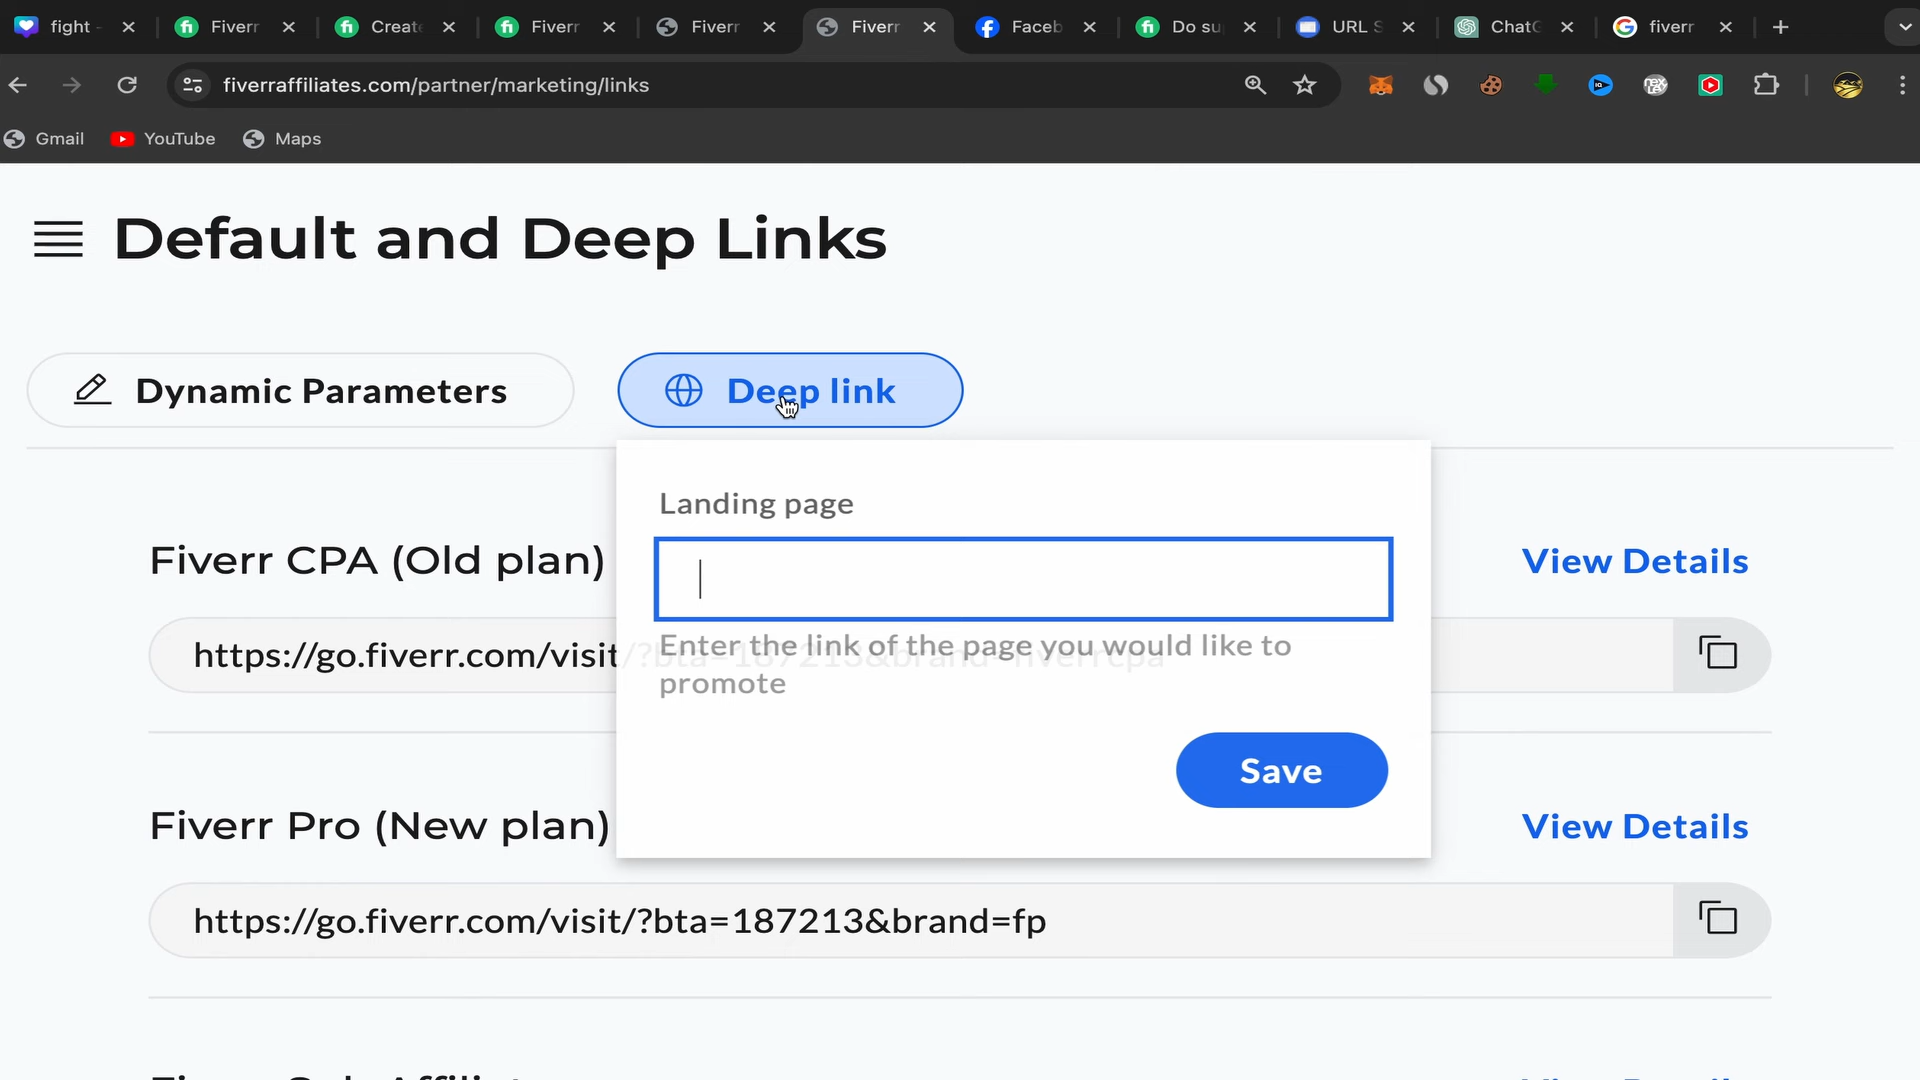 fight -
Fiverr
Create
Fiverr
Fiverr
Fiverr
Faceb
Do su
URL S
ChatG
fiverr
fiverraffiliates.com/partner/marketing/links
Gmail
YouTube
Maps
Default and Deep Links
Dynamic Parameters
Deep link
Landing page
Fiverr CPA (Old plan)
View Details
https://go.fiverr.com/visit/?bta=187213&brand=fiverrcpa
Enter the link of the page you would like to
promote
Save
Fiverr Pro (New plan)
View Details
https://go.fiverr.com/visit/?bta=187213&brand=fp